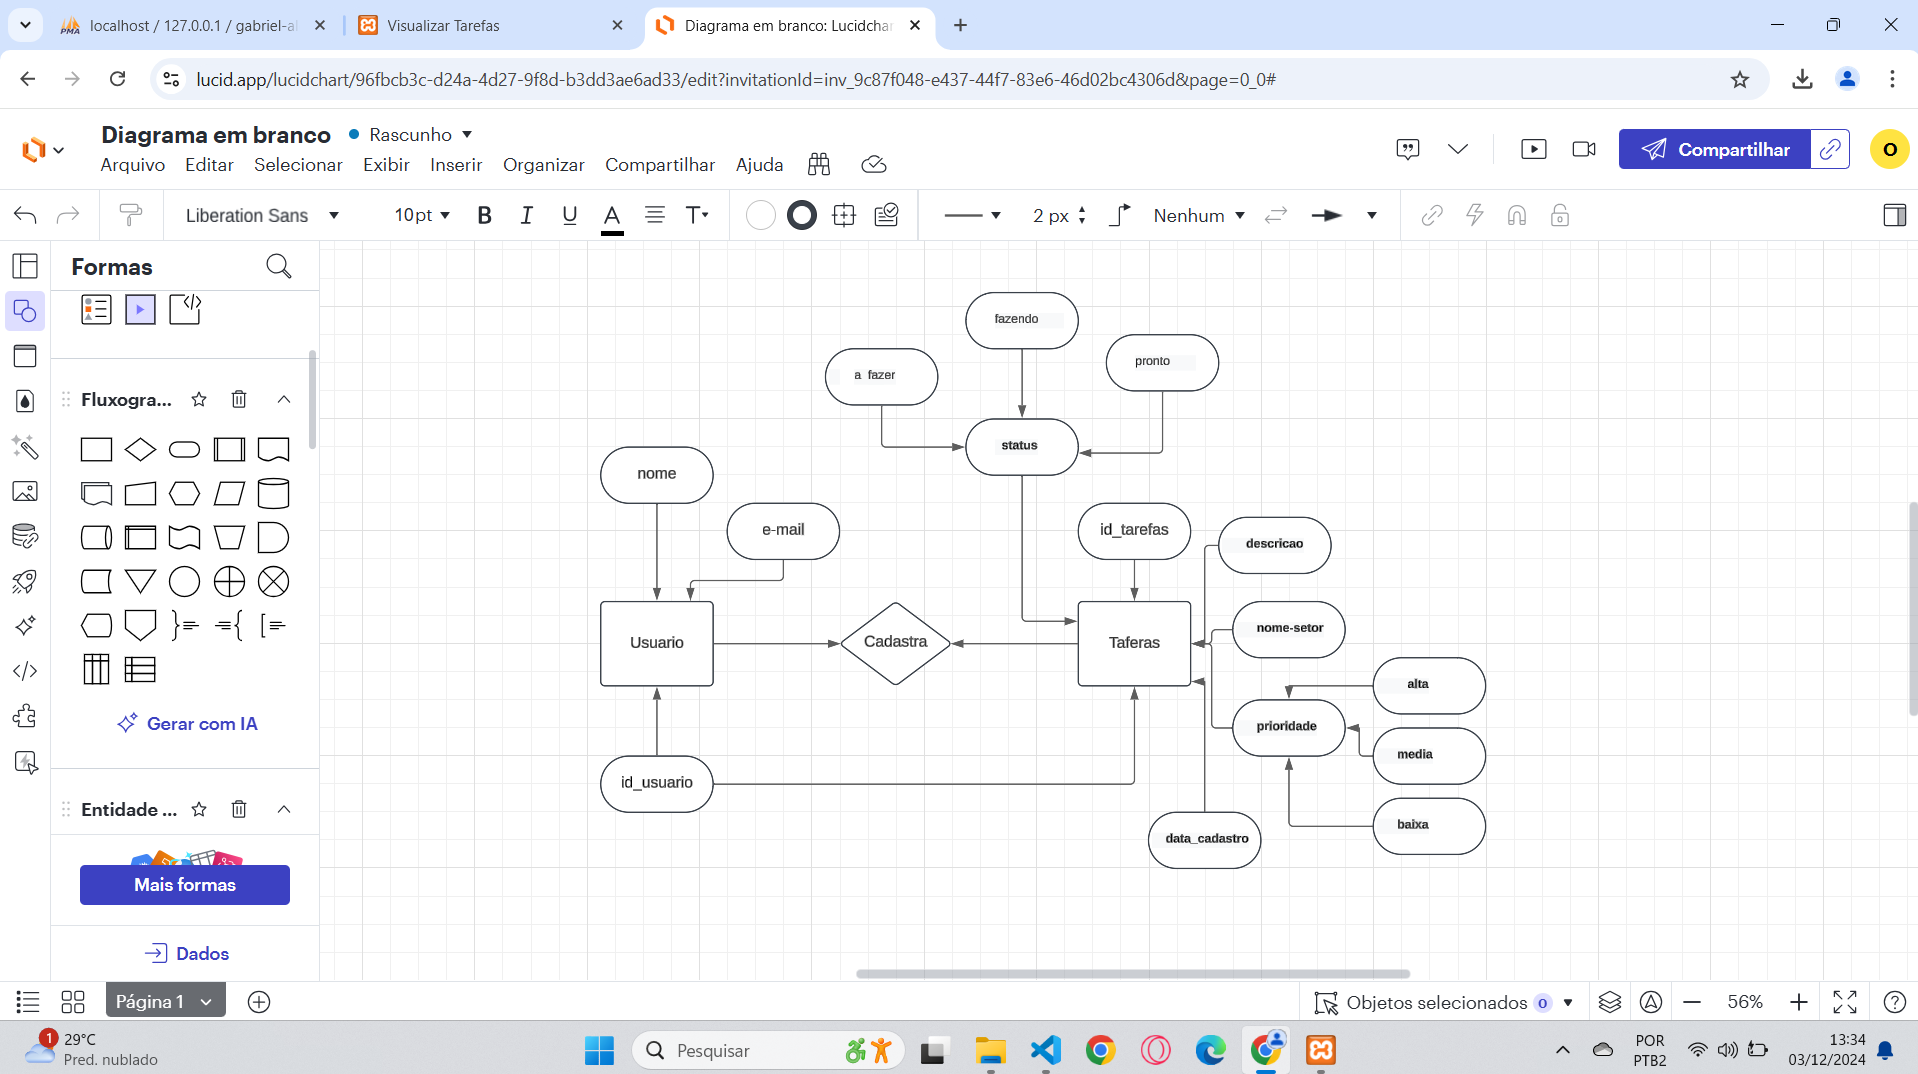 localhost / 127.0.0.1 / gabriel-al
Visualizar Tarefas
Diagrama em branco: Lucidchar
lucid.app/lucidchart/96fbcb3c-d24a-4d27-9f8d-b3dd3ae6ad33/edit?invitationId=inv_9c87f048-e437-44f7-83e6-46d02bc4306d&page=0_0#
Diagrama em branco
Rascunho
Arquivo Editar Selecionar Exibir Inserir Organizar Compartilhar Ajuda
Compartilhar
O
Liberation Sans
10pt
B I U A T
2 px
Nenhum
Formas
Fluxogra...
Gerar com IA
Entidade ...
Mais formas
Dados
fazendo
pronto
a fazer
status
nome
e-mail
id_tarefas
descricao
nome-setor
Usuario
Cadastra
Taferas
alta
prioridade
media
id_usuario
baixa
data_cadastro
Página 1
Objetos selecionados 0
56%
1
29°C
Pred. nublado
Pesquisar
POR
PTB2
13:34
03/12/2024